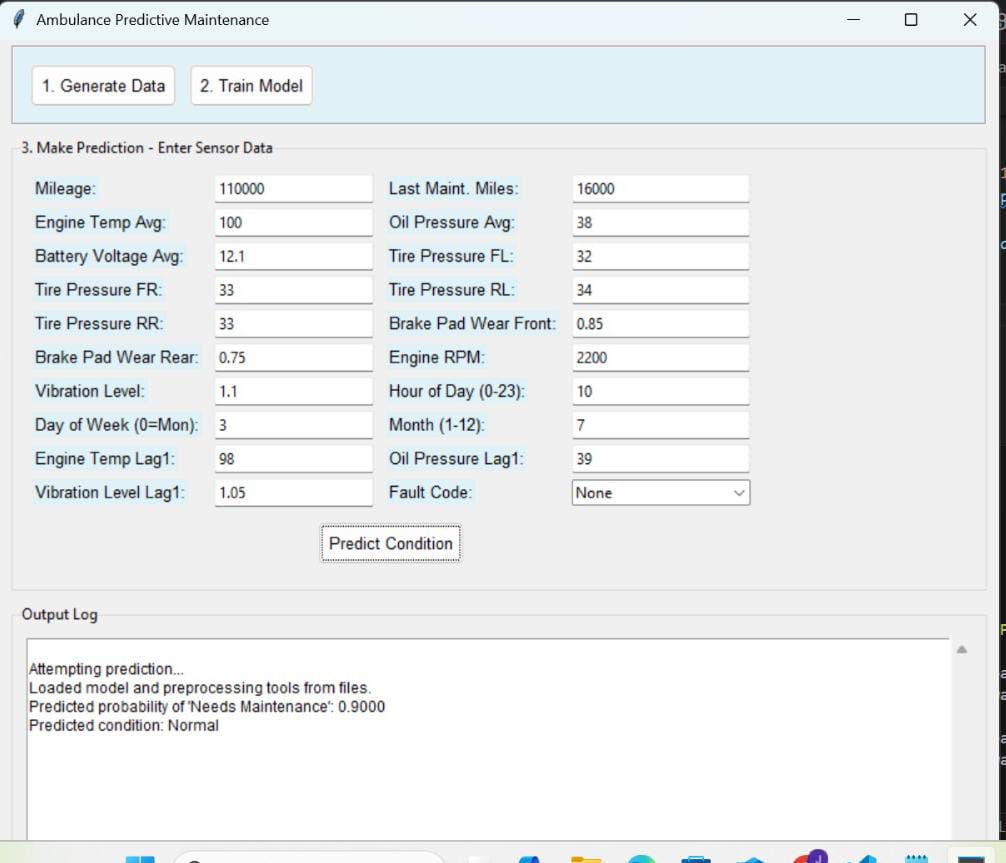 Ambulance Predictive Maintenance
1. Generate Data 2. Train Model
3. Make Prediction - Enter Sensor Data
Mileage: 110000 Last Maint. Miles: 16000
Engine Temp Avg: 100 Oil Pressure Avg: 38
Battery Voltage Avg: 12.1 Tire Pressure FL: 32
Tire Pressure FR: 33 Tire Pressure RL: 34
Tire Pressure RR: 33 Brake Pad Wear Front: 0.85
Brake Pad Wear Rear: 0.75 Engine RPM: 2200
Vibration Level: 1.1 Hour of Day (0-23): 10
Day of Week (0=Mon): 3 Month (1-12): 7
Engine Temp Lag1: 98 Oil Pressure Lag1: 39
Vibration Level Lag1: 1.05 Fault Code: None
Predict Condition
Output Log
Attempting prediction...
Loaded model and preprocessing tools from files.
Predicted probability of 'Needs Maintenance': 0.9000
Predicted condition: Normal